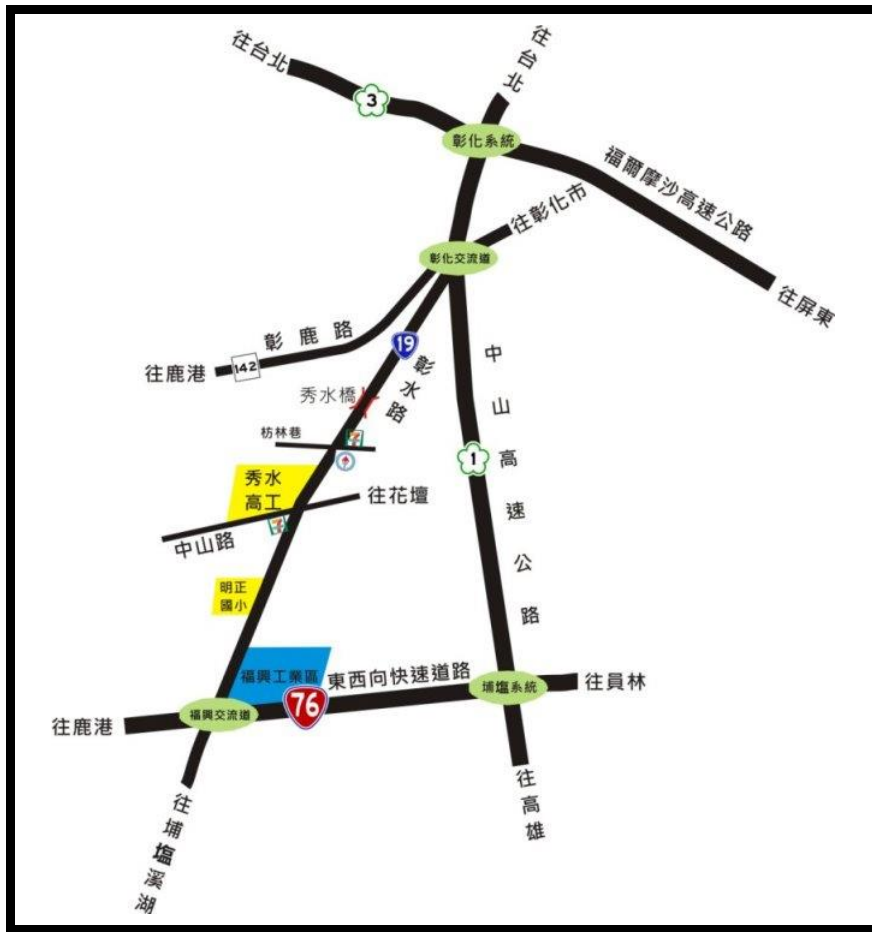 往台北
往台北
3
彰化系統
福爾摩沙高速公路
往彰化市
彰化交流道
往屏東
彰鹿路
19
142
往鹿港
彰水路
中山高速公路
秀水橋
枋林巷
7
1
秀水
高工
往花壇
7
中山路
明正
國小
福興工業區
東西向快速道路
76
埔塩系統
往員林
福興交流道
往鹿港
往高雄
往埔塩溪湖